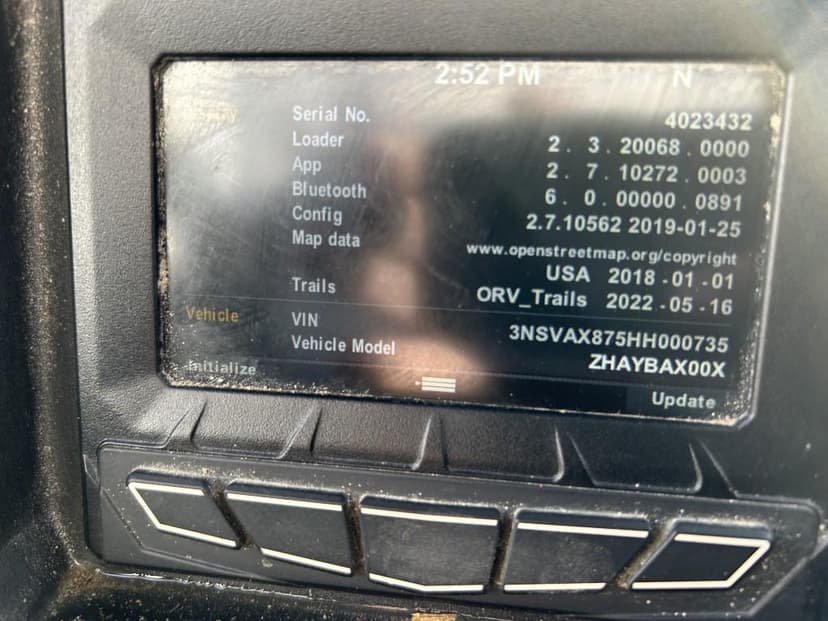 2:52 PM N
Serial No. 4023432
Loader 2 . 3 . 20068 . 0000
App 2 . 7 . 10272 . 0003
Bluetooth 6 . 0 . 00000 . 0891
Config 2.7.10562 2019-01-25
Map data www.openstreetmap.org/copyright
USA 2018 - 01 - 01
Trails ORV_Trails 2022 - 05 - 16
Vehicle VIN 3NSVAX875HH000735
Vehicle Model ZHAYBAX00X
Initialize Update